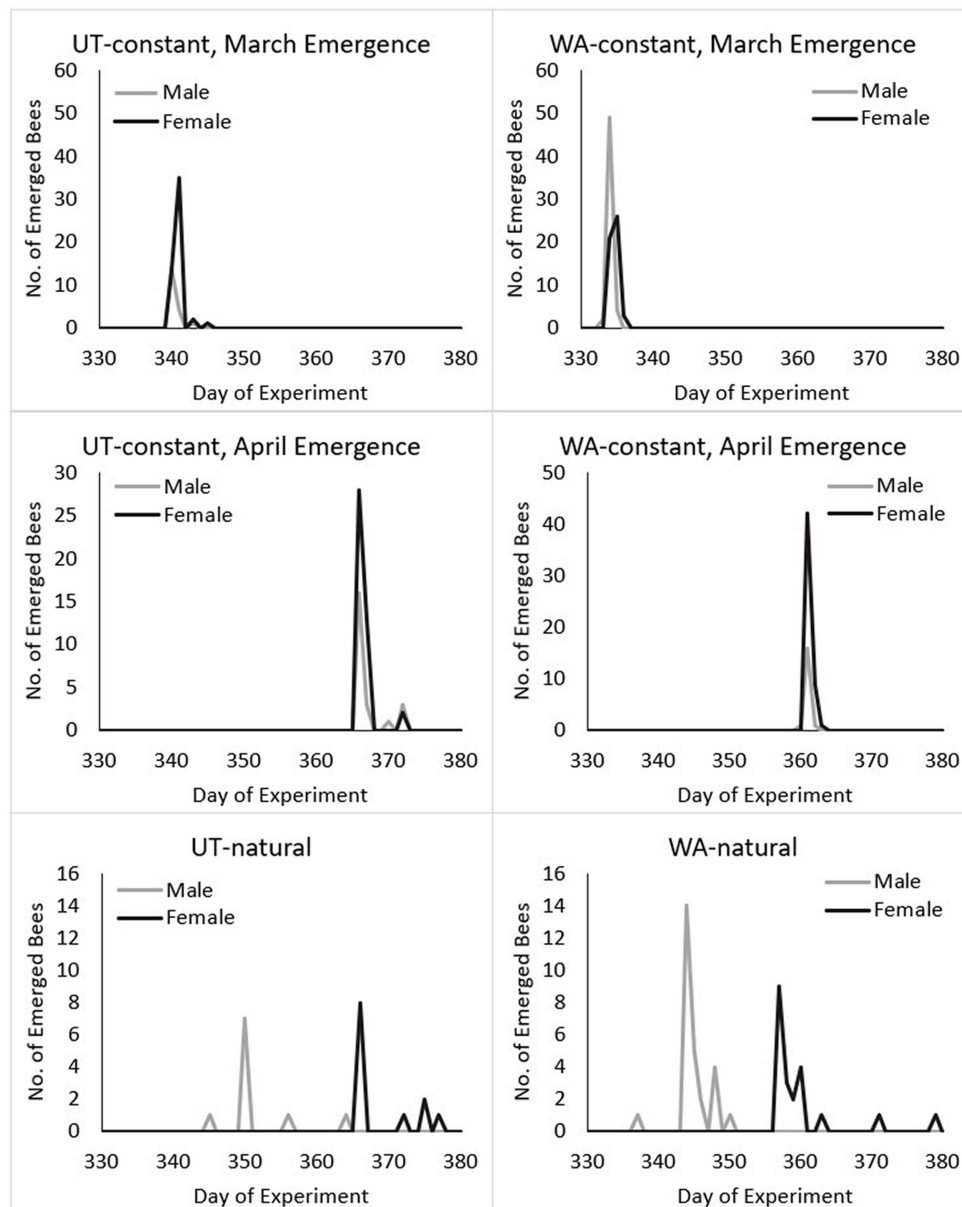 UT-constant, March Emergence
No. of Emerged Bees
60
50
40
30
20
10
0
Male
Female
330 340 350 360 370 380
Day of Experiment
WA-constant, March Emergence
No. of Emerged Bees
60
50
40
30
20
10
0
Male
Female
330 340 350 360 370 380
Day of Experiment
UT-constant, April Emergence
No. of Emerged Bees
30
25
20
15
10
5
0
Male
Female
330 340 350 360 370 380
Day of Experiment
WA-constant, April Emergence
No. of Emerged Bees
50
40
30
20
10
0
Male
Female
330 340 350 360 370 380
Day of Experiment
UT-natural
No. of Emerged Bees
16
14
12
10
8
6
4
2
0
Male
Female
330 340 350 360 370 380
Day of Experiment
WA-natural
No. of Emerged Bees
16
14
12
10
8
6
4
2
0
Male
Female
330 340 350 360 370 380
Day of Experiment